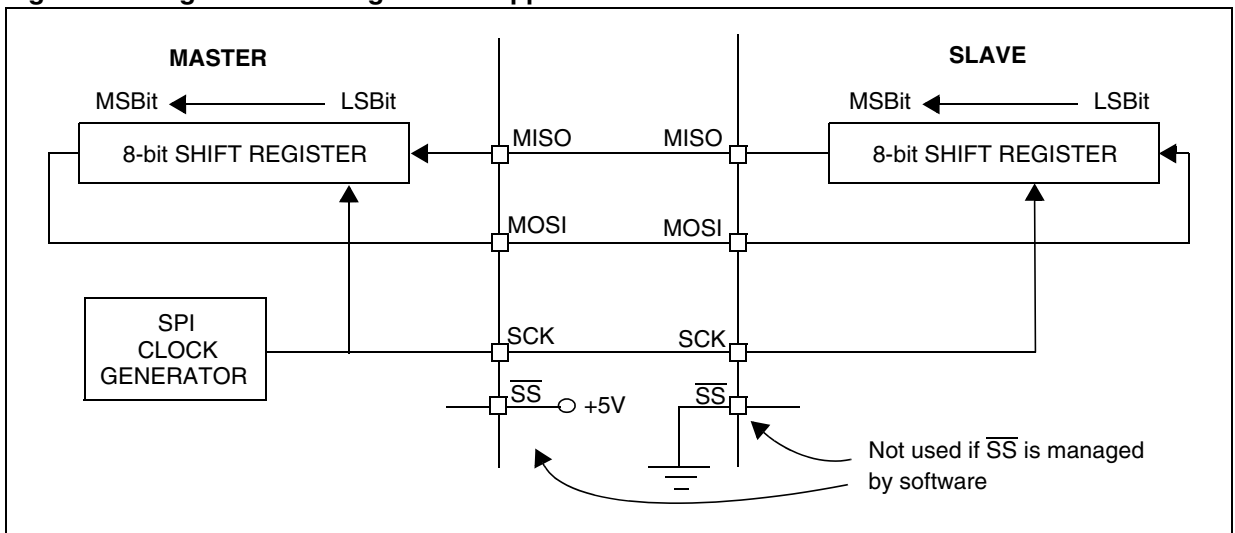 MASTER
SLAVE
MSBit LSBit
MSBit LSBit
8-bit SHIFT REGISTER
MISO
MISO
8-bit SHIFT REGISTER
MOSI
MOSI
SPI
CLOCK
GENERATOR
SCK
SCK
SS
+5V
SS
Not used if SS is managed
by software